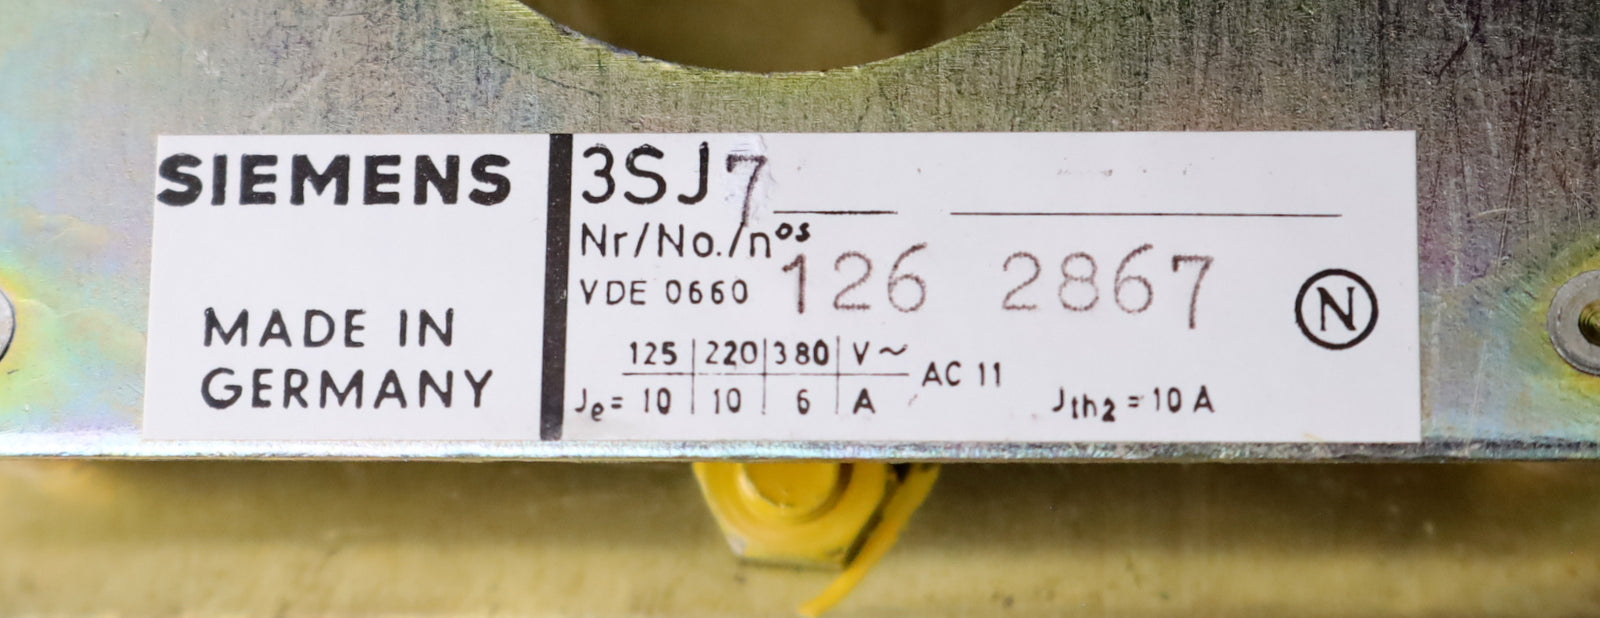 SIEMENS
MADE IN
GERMANY
3SJ7
Nr/No./nos
VDE 0660 126 2867
N
125 | 220 | 380 | V ~
Je = 10 | 10 | 6 | A
AC 11
Jth2 = 10 A